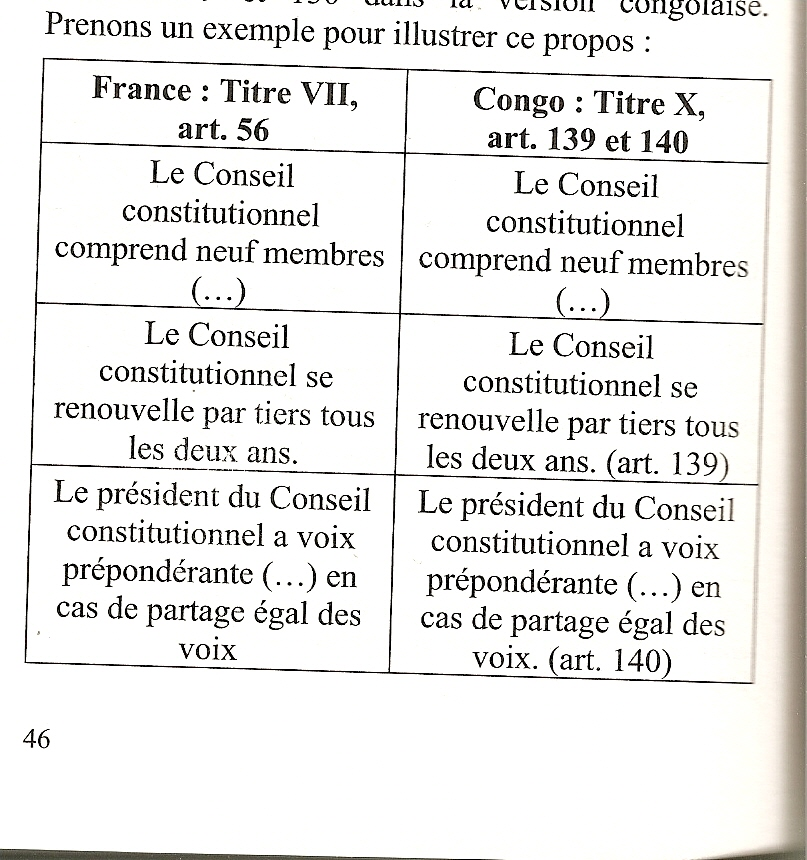 et 130 dans la version congolaise.
Prenons un exemple pour illustrer ce propos :
France : Titre VII,
art. 56
Congo : Titre X,
art. 139 et 140
Le Conseil
constitutionnel
comprend neuf membres
(…)
Le Conseil
constitutionnel
comprend neuf membres
(…)
Le Conseil
constitutionnel se
renouvelle par tiers tous
les deux ans.
Le Conseil
constitutionnel se
renouvelle par tiers tous
les deux ans. (art. 139)
Le président du Conseil
constitutionnel a voix
prépondérante (…) en
cas de partage égal des
voix
Le président du Conseil
constitutionnel a voix
prépondérante (…) en
cas de partage égal des
voix. (art. 140)
46